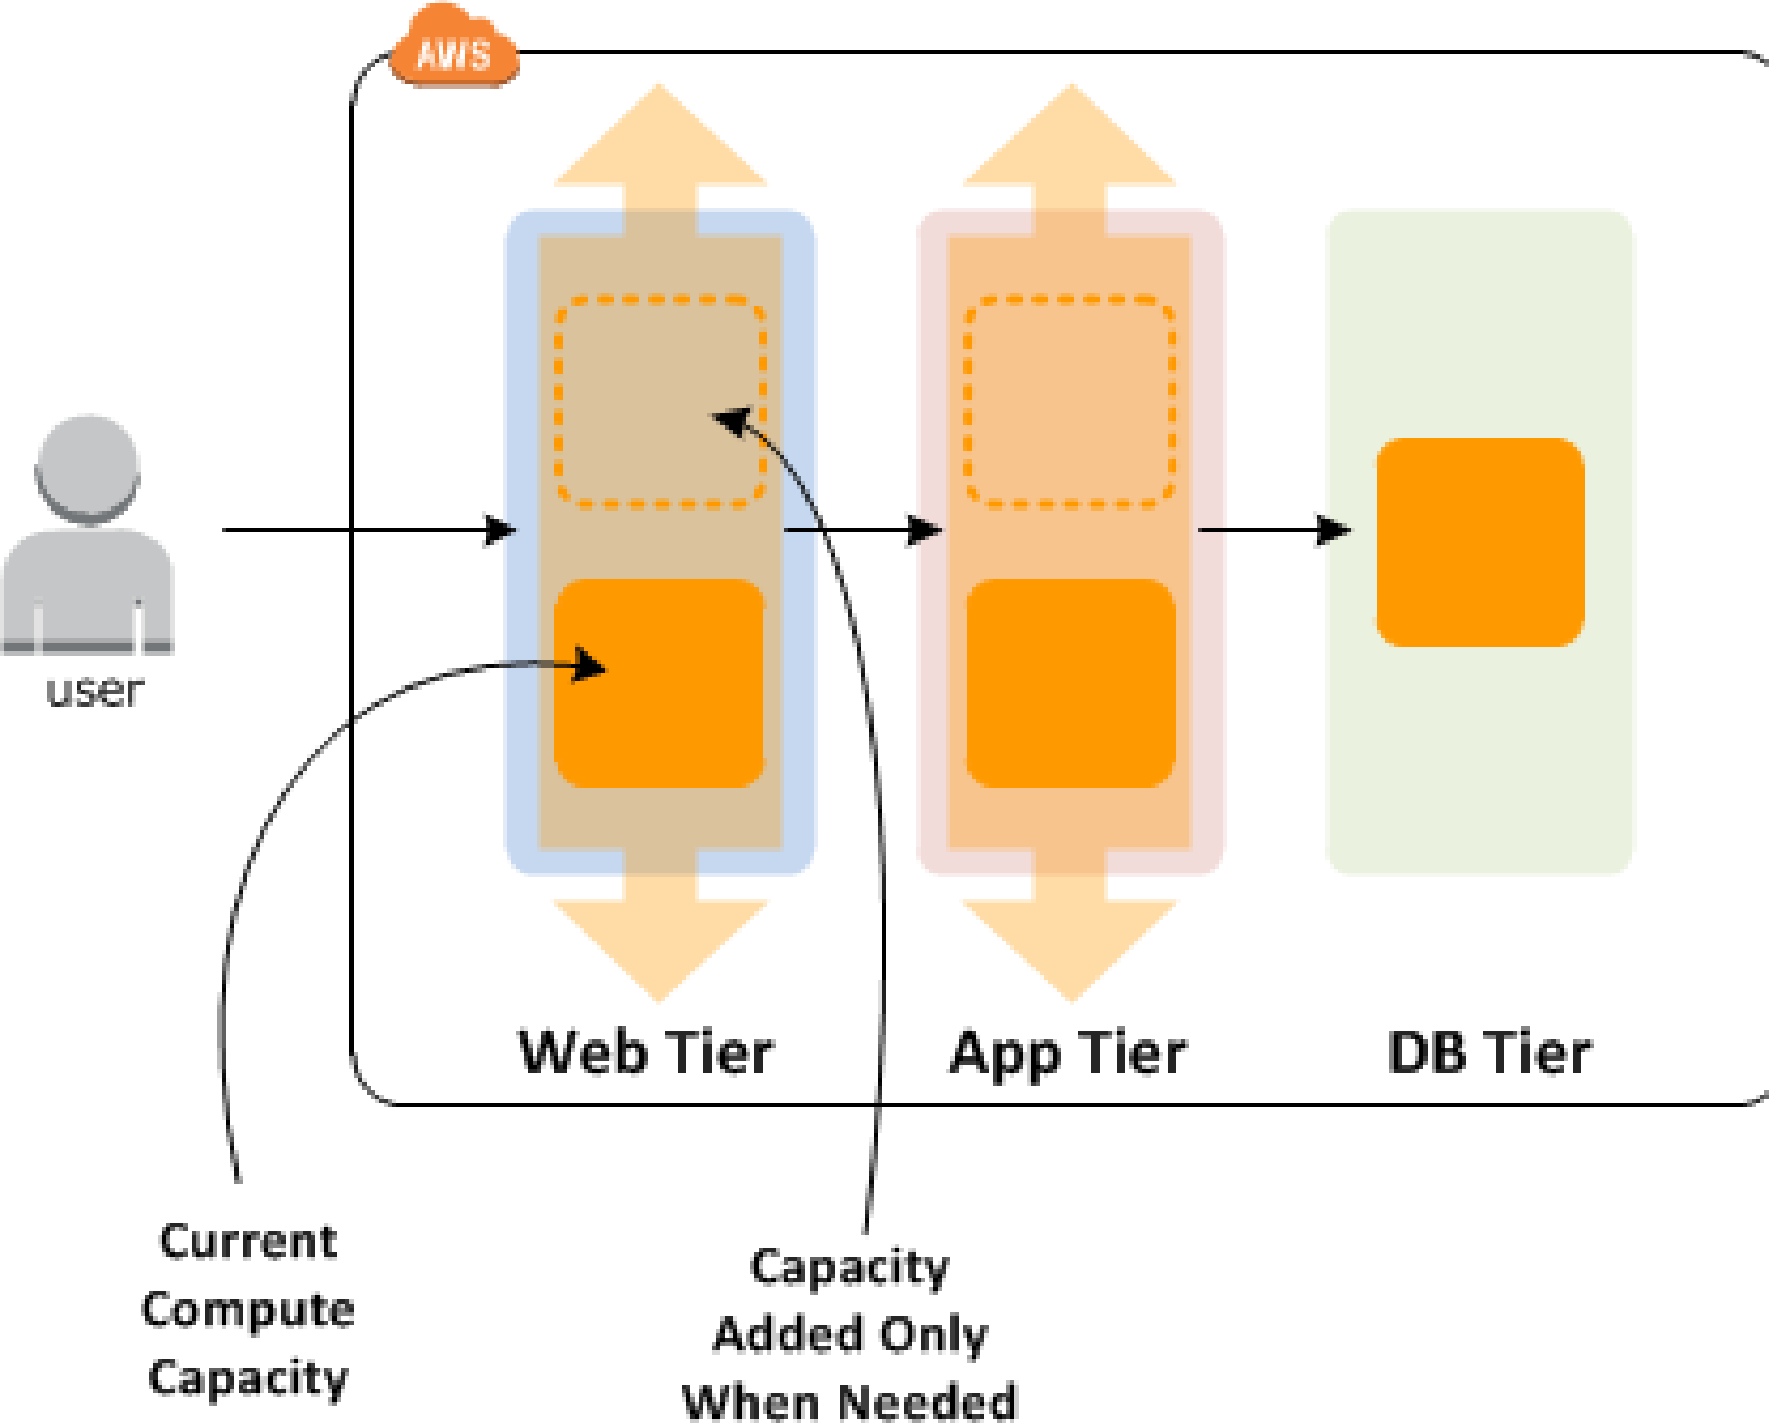 AWS
user
Web Tier
App Tier
DB Tier
Current
Compute
Capacity
Capacity
Added Only
When Needed